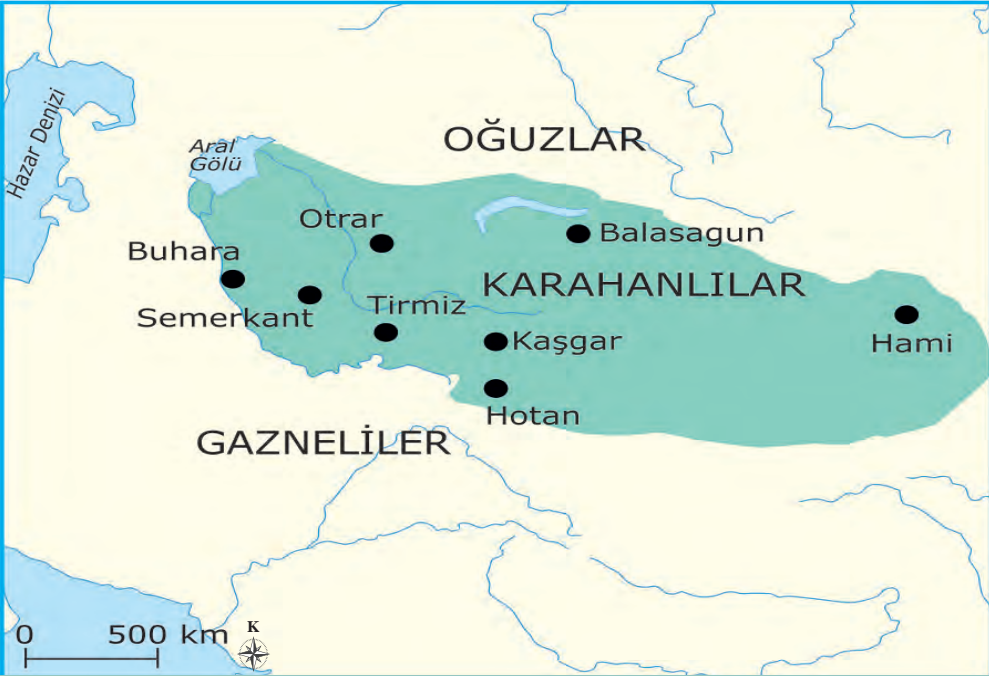 Hazar Denizi
Aral
Gölü
OĞUZLAR
Otrar
Balasagun
Buhara
KARAHANLILAR
Semerkant
Tirmiz
Kaşgar
Hami
Hotan
GAZNELİLER
0 500 km
K